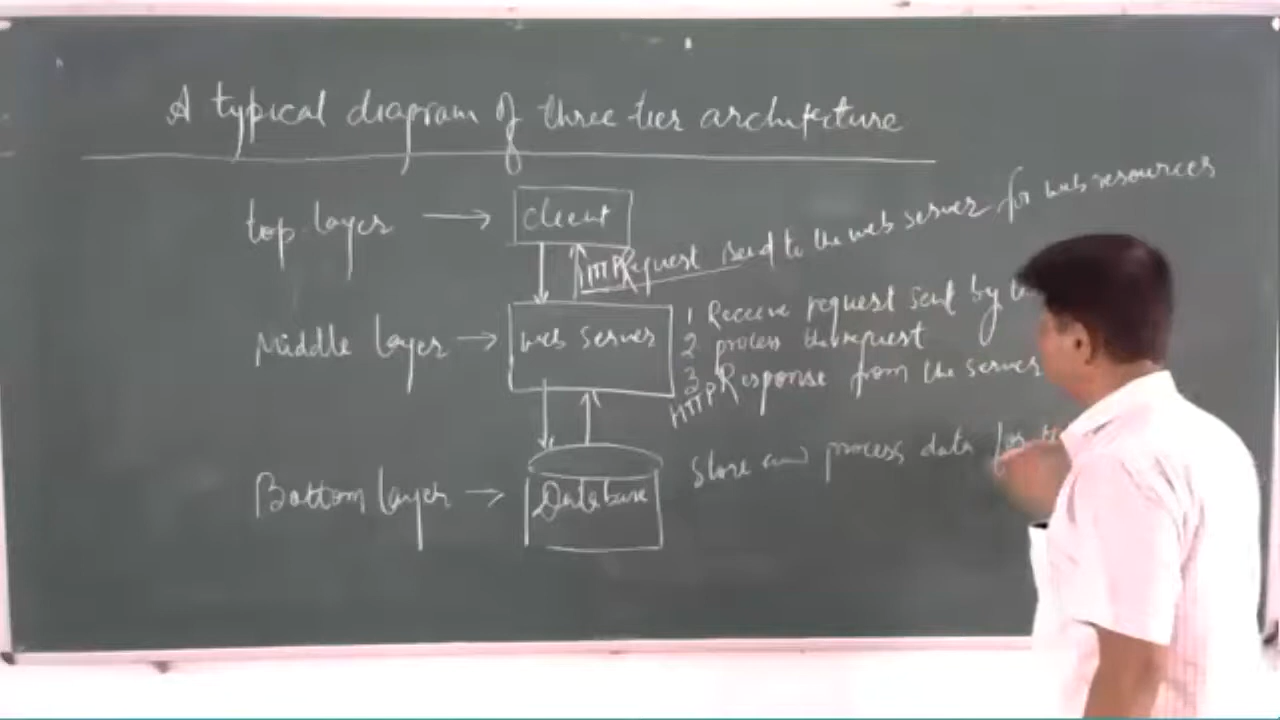 A typical diagram of three tier architecture
top layer → client
HTTP Request send to the web server for web resources
Middle layer → web server
1 Receive request sent by
2 process the request
3 HTTP Response from the server
Bottom layer → Database
Store and process data for